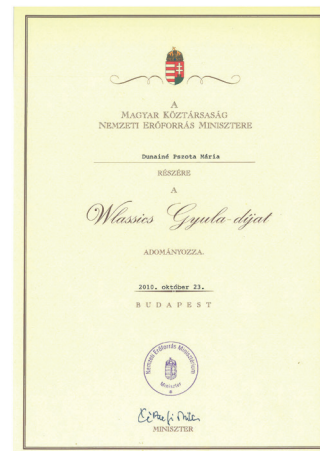 A
MAGYAR KÖZTÁRSASÁG
NEMZETI ERŐFORRÁS MINISZTERE
Dunainé Pszota Mária
RÉSZÉRE
A
Wlassics Gyula-díjat
ADOMÁNYOZZA.
2010. október 23.
BUDAPEST
Nemzeti Erőforrás Minisztérium
Miniszter
MINISZTER